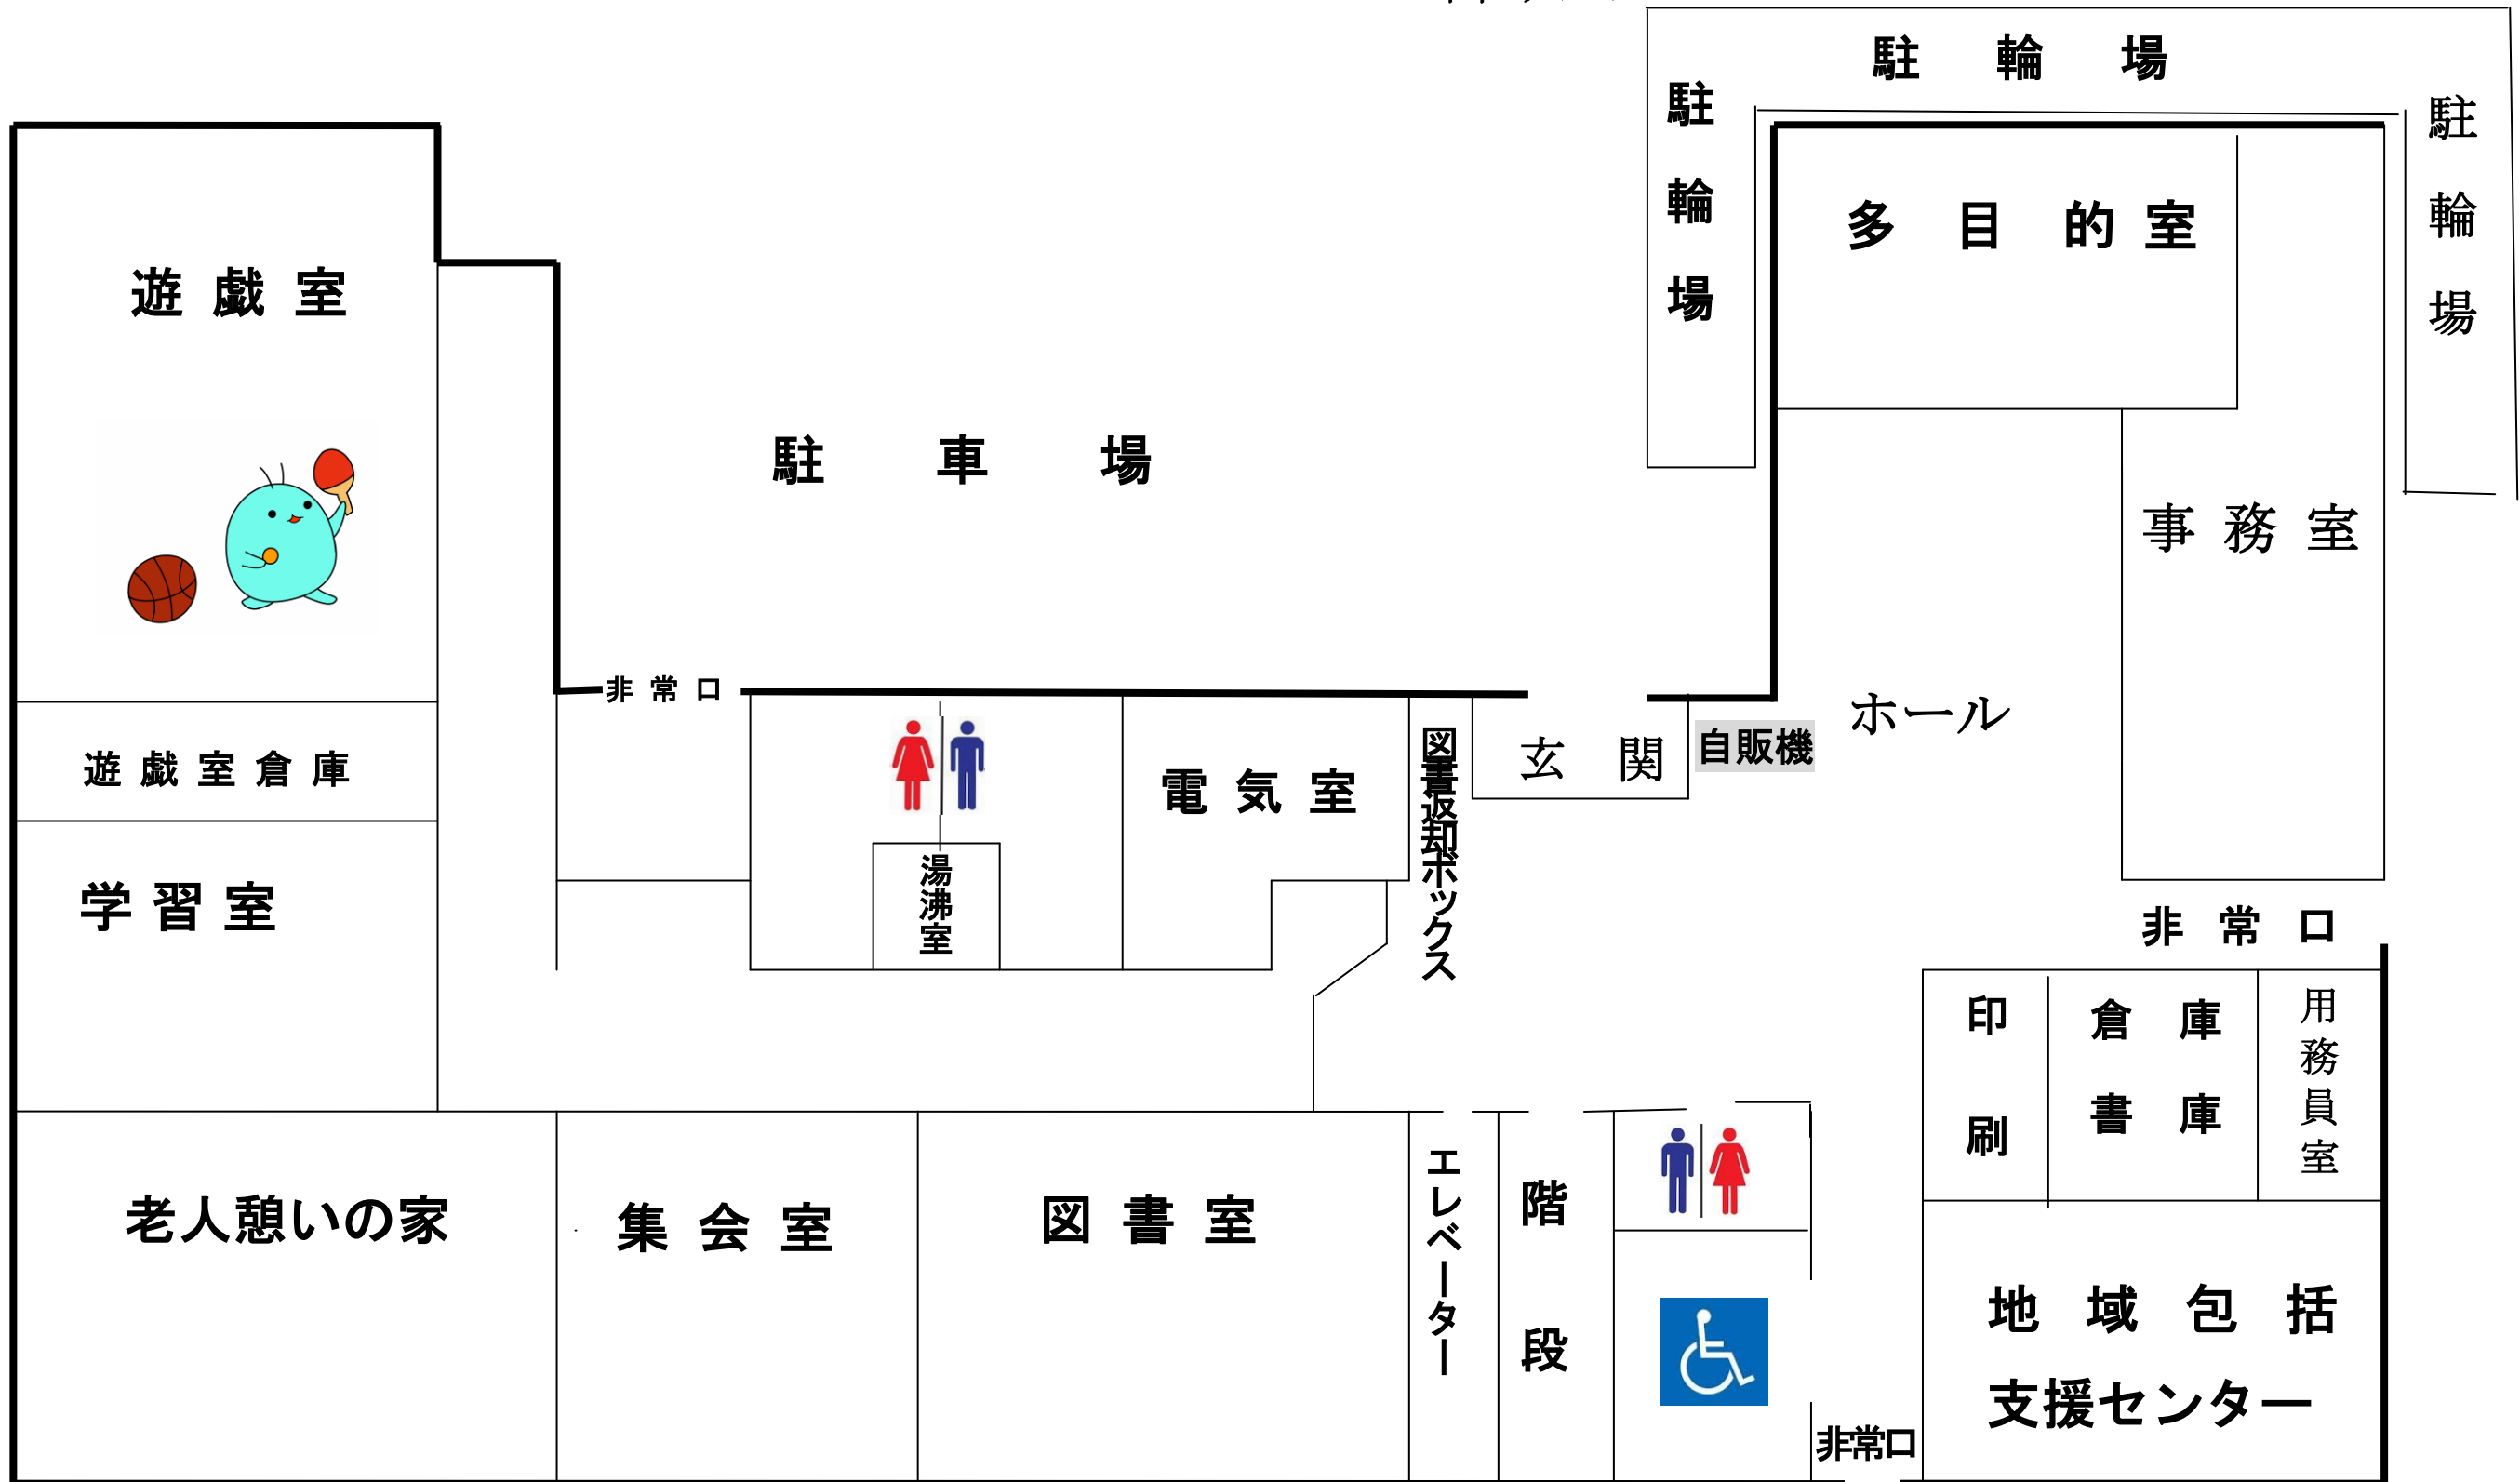 駐輪場
駐輪場
駐輪場
多目的室
遊戯室
駐車場
事務室
非常口
ホール
図書返却ボックス
玄関
自販機
遊戯室倉庫
電気室
湯沸室
学習室
非常口
印刷
倉庫
書庫
用務員室
老人憩いの家
集会室
図書室
エレベーター
階段
地域包括
支援センター
非常口